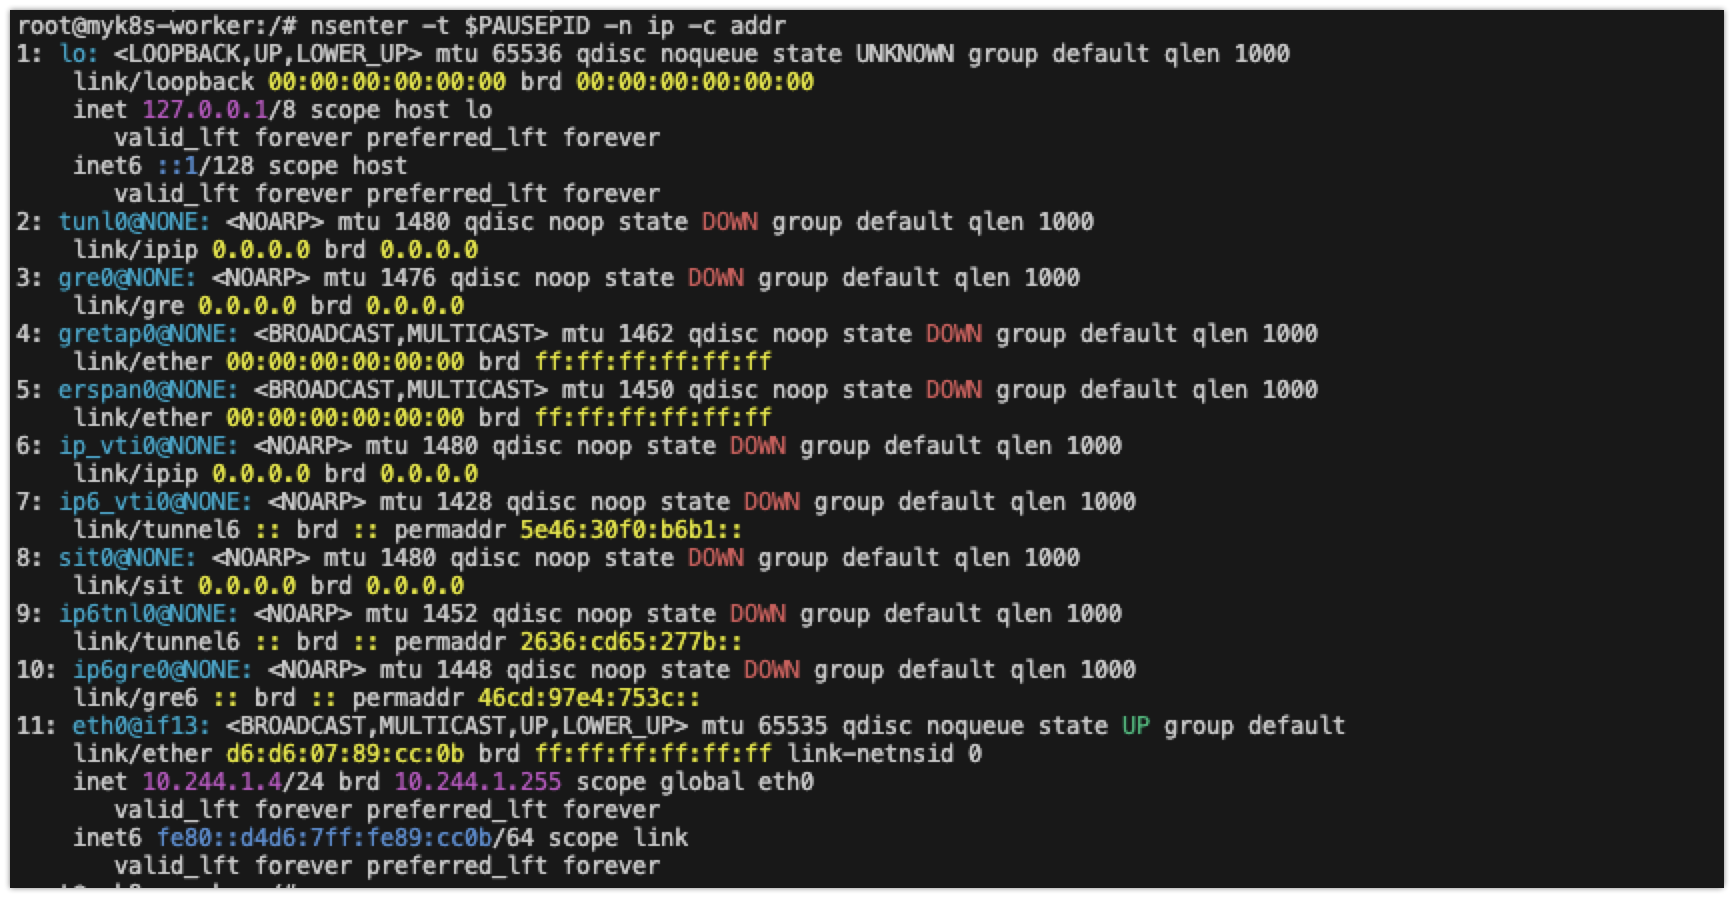 root@myk8s-worker:/# nsenter -t $PAUSEPID -n ip -c addr
1: lo: <LOOPBACK,UP,LOWER_UP> mtu 65536 qdisc noqueue state UNKNOWN group default qlen 1000
    link/loopback 00:00:00:00:00:00 brd 00:00:00:00:00:00
    inet 127.0.0.1/8 scope host lo
       valid_lft forever preferred_lft forever
    inet6 ::1/128 scope host
       valid_lft forever preferred_lft forever
2: tunl0@NONE: <NOARP> mtu 1480 qdisc noop state DOWN group default qlen 1000
    link/ipip 0.0.0.0 brd 0.0.0.0
3: gre0@NONE: <NOARP> mtu 1476 qdisc noop state DOWN group default qlen 1000
    link/gre 0.0.0.0 brd 0.0.0.0
4: gretap0@NONE: <BROADCAST,MULTICAST> mtu 1462 qdisc noop state DOWN group default qlen 1000
    link/ether 00:00:00:00:00:00 brd ff:ff:ff:ff:ff:ff
5: erspan0@NONE: <BROADCAST,MULTICAST> mtu 1450 qdisc noop state DOWN group default qlen 1000
    link/ether 00:00:00:00:00:00 brd ff:ff:ff:ff:ff:ff
6: ip_vti0@NONE: <NOARP> mtu 1480 qdisc noop state DOWN group default qlen 1000
    link/ipip 0.0.0.0 brd 0.0.0.0
7: ip6_vti0@NONE: <NOARP> mtu 1428 qdisc noop state DOWN group default qlen 1000
    link/tunnel6 :: brd :: permaddr 5e46:30f0:b6b1::
8: sit0@NONE: <NOARP> mtu 1480 qdisc noop state DOWN group default qlen 1000
    link/sit 0.0.0.0 brd 0.0.0.0
9: ip6tnl0@NONE: <NOARP> mtu 1452 qdisc noop state DOWN group default qlen 1000
    link/tunnel6 :: brd :: permaddr 2636:cd65:277b::
10: ip6gre0@NONE: <NOARP> mtu 1448 qdisc noop state DOWN group default qlen 1000
    link/gre6 :: brd :: permaddr 46cd:97e4:753c::
11: eth0@if13: <BROADCAST,MULTICAST,UP,LOWER_UP> mtu 65535 qdisc noqueue state UP group default
    link/ether d6:d6:07:89:cc:0b brd ff:ff:ff:ff:ff:ff link-netnsid 0
    inet 10.244.1.4/24 brd 10.244.1.255 scope global eth0
       valid_lft forever preferred_lft forever
    inet6 fe80::d4d6:7ff:fe89:cc0b/64 scope link
       valid_lft forever preferred_lft forever